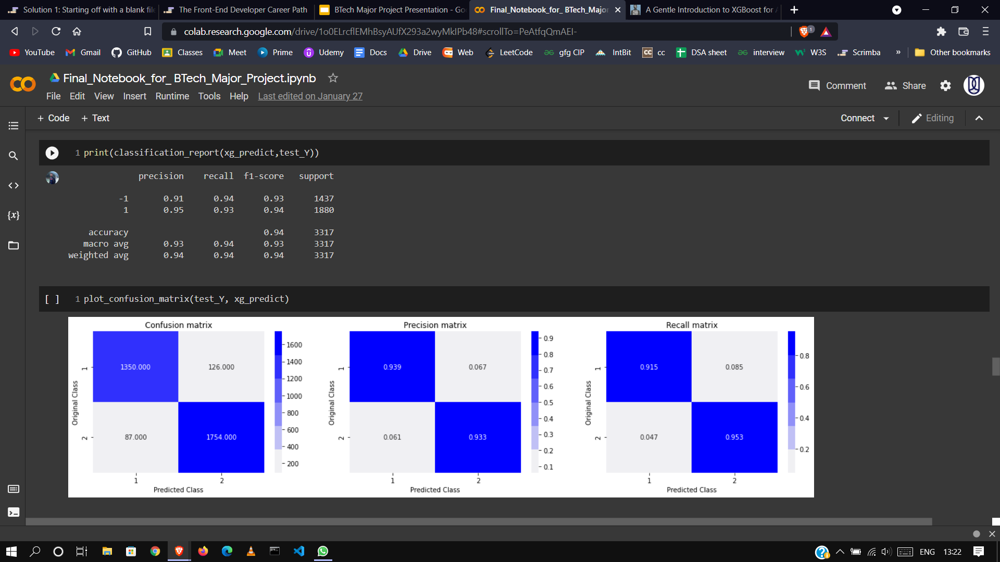 Solution 1: Starting off with a blank file
The Front-End Developer Career Path
BTech Major Project Presentation - Go
Final_Notebook_for_ BTech_Major
A Gentle Introduction to XGBoost for A
colab.research.google.com/drive/1o0ELrcflEMhBsyAUfX293a2wyMkIPb48#scrollTo=PeAtfqQmAEI-
1
YouTube Gmail GitHub Classes Meet Prime Udemy Docs Drive Web LeetCode gfg CIP IntBit cc cc DSA sheet interview W3S Scrimba » Other bookmarks
Final_Notebook_for_ BTech_Major_Project.ipynb
Comment Share
File Edit View Insert Runtime Tools Help Last edited on January 27
+ Code + Text Connect Editing
1 print(classification_report(xg_predict,test_Y))
precision recall f1-score support
-1 0.91 0.94 0.93 1437
1 0.95 0.93 0.94 1880
accuracy 0.94 3317
macro avg 0.93 0.94 0.93 3317
weighted avg 0.94 0.94 0.94 3317
{x}
[ ] 1 plot_confusion_matrix(test_Y, xg_predict)
Confusion matrix
Original Class
1
2
1350.000 126.000
87.000 1754.000
1 2
Predicted Class
1600
1400
1200
1000
800
600
400
200
Precision matrix
Original Class
1
2
0.939 0.067
0.061 0.933
1 2
Predicted Class
0.9
0.8
0.7
0.6
0.5
0.4
0.3
0.2
0.1
Recall matrix
Original Class
1
2
0.915 0.085
0.047 0.953
1 2
Predicted Class
0.8
0.6
0.4
0.2
ENG 13:22